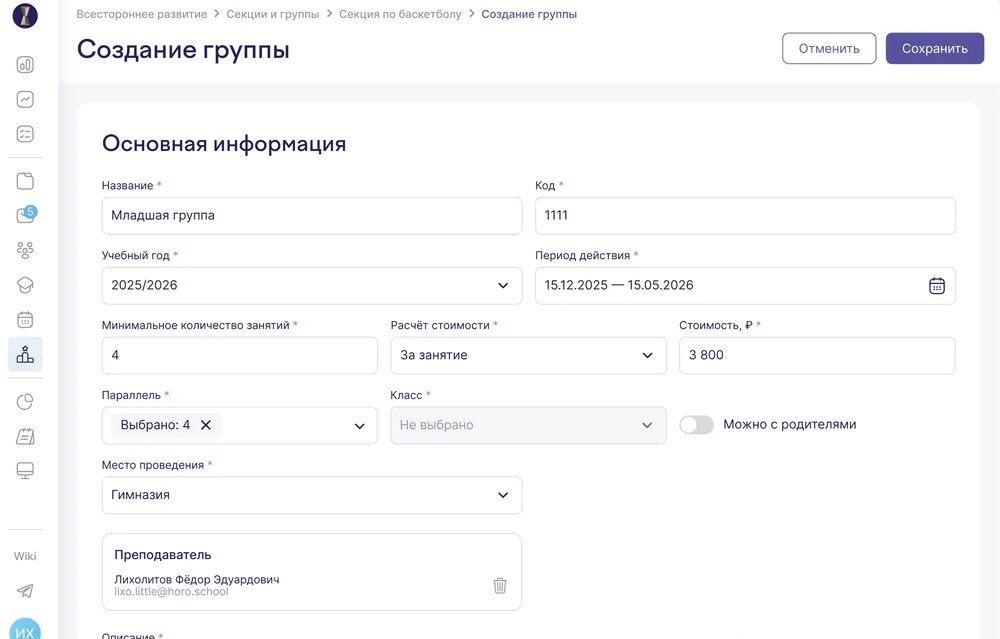 Всестороннее развитие > Секции и группы > Секция по баскетболу > Создание группы
Создание группы
Отменить
Сохранить
Основная информация
Название *
Младшая группа
Код *
1111
Учебный год *
2025/2026
Период действия *
15.12.2025 — 15.05.2026
Минимальное количество занятий *
4
Расчёт стоимости *
За занятие
Стоимость, ₽ *
3 800
Параллель *
Выбрано: 4
Класс *
Не выбрано
Можно с родителями
Место проведения *
Гимназия
Преподаватель
Лихолитов Фёдор Эдуардович
lixo.little@horo.school
Описание *
5
Wiki
ИХ